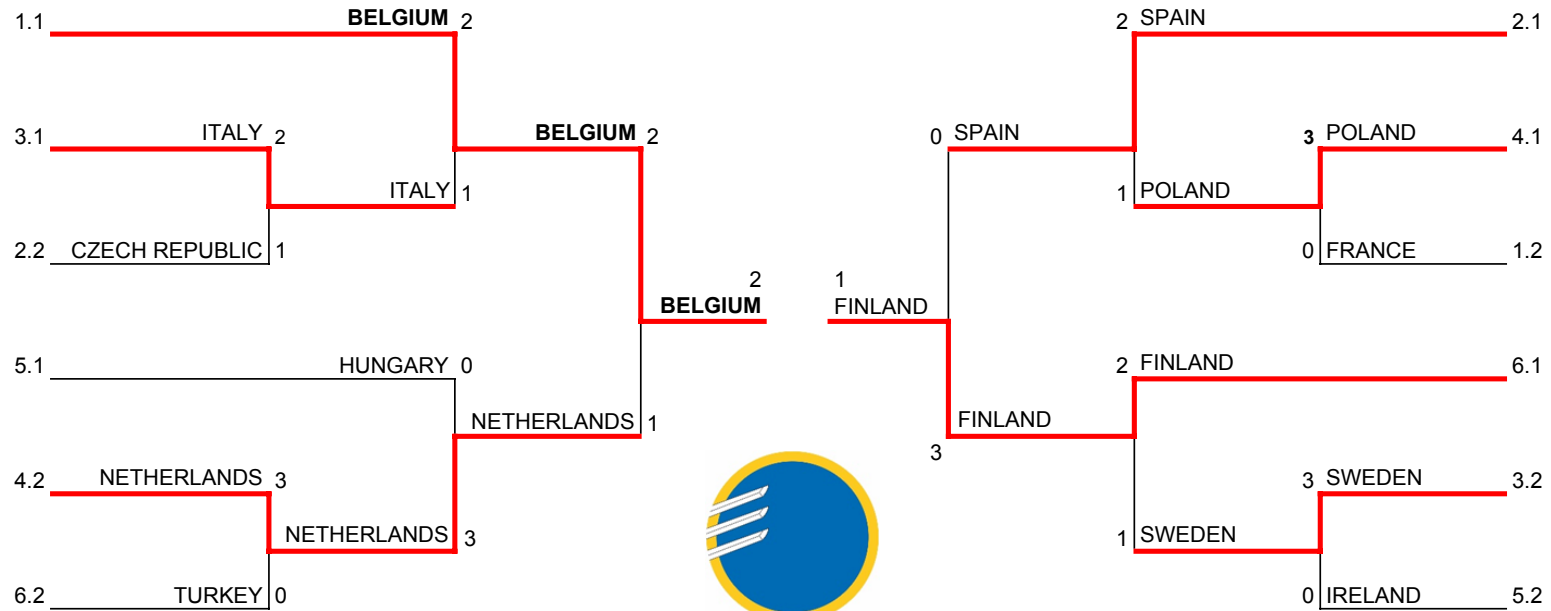 1.1 BELGIUM 2 2 SPAIN 2.1
3.1 ITALY 2 BELGIUM 2 0 SPAIN 3 POLAND 4.1
ITALY 1 1 POLAND
2.2 CZECH REPUBLIC 1 0 FRANCE 1.2
2 1
BELGIUM FINLAND
5.1 HUNGARY 0 2 FINLAND 6.1
NETHERLANDS 1 FINLAND
3
4.2 NETHERLANDS 3 3 SWEDEN 3.2
NETHERLANDS 3 1 SWEDEN
6.2 TURKEY 0 0 IRELAND 5.2